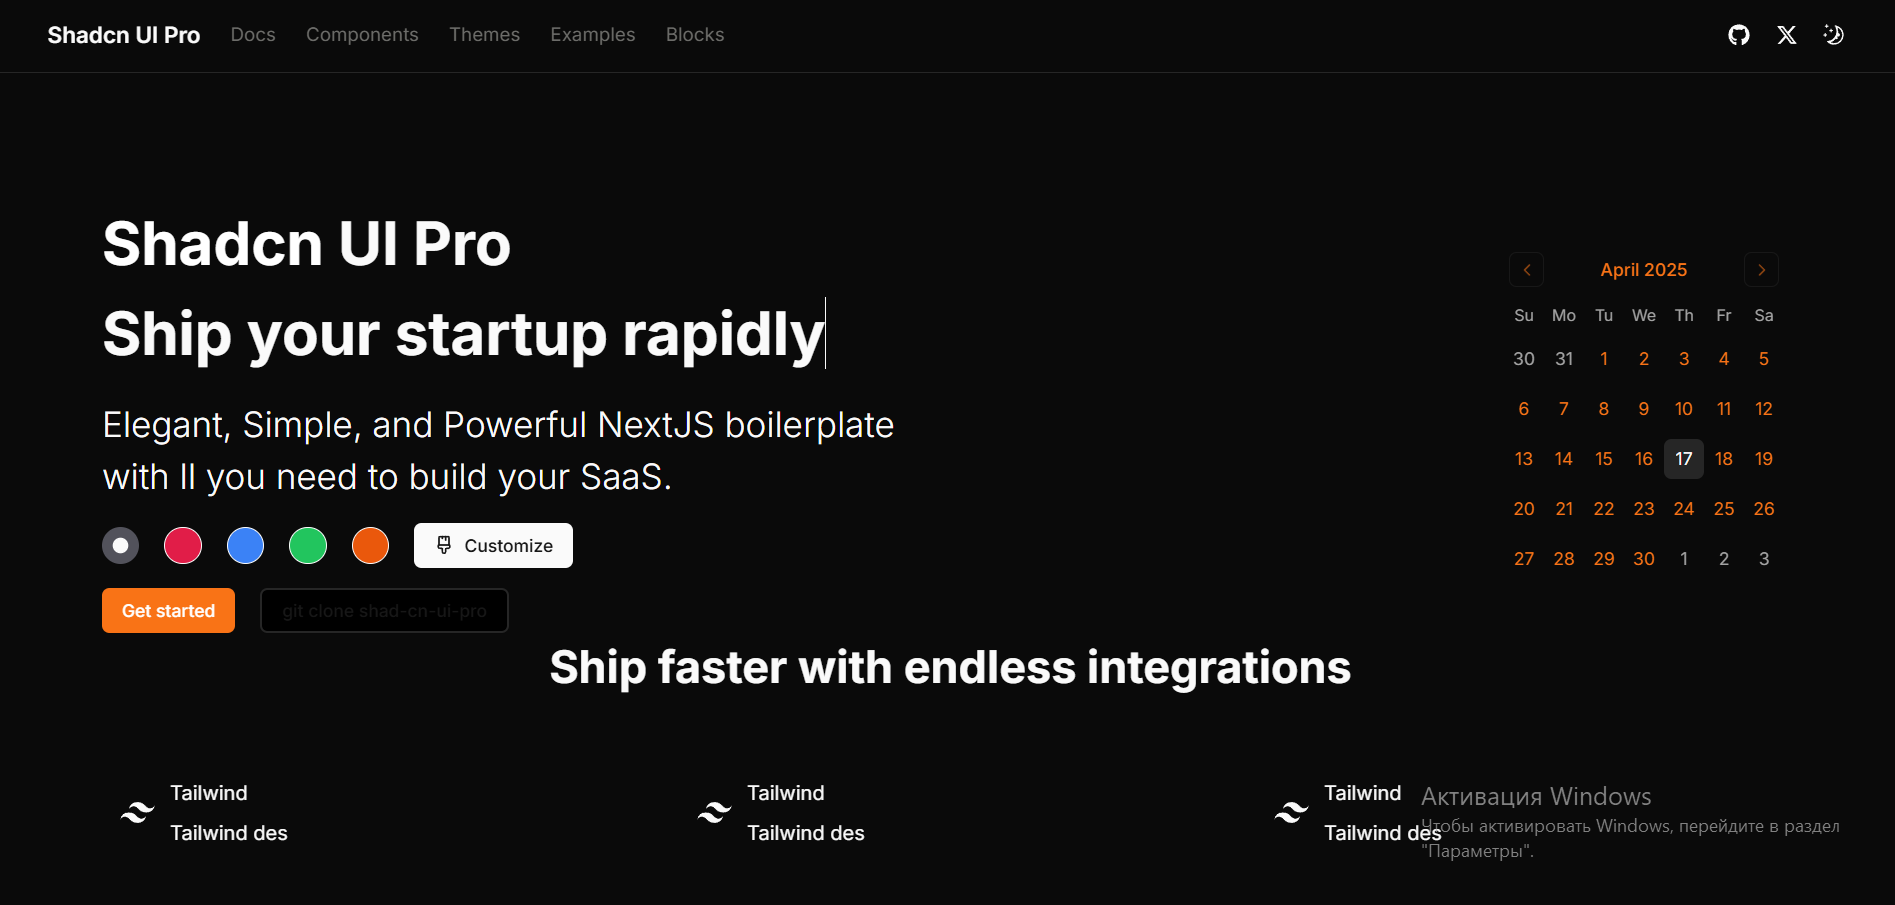 Shadcn UI Pro Docs Components Themes Examples Blocks
Shadcn UI Pro
Ship your startup rapidly
Elegant, Simple, and Powerful NextJS boilerplate
with ll you need to build your SaaS.
Customize
Get started
git clone shad-cn-ui-pro
April 2025
Su Mo Tu We Th Fr Sa
30 31 1 2 3 4 5
6 7 8 9 10 11 12
13 14 15 16 17 18 19
20 21 22 23 24 25 26
27 28 29 30 1 2 3
Ship faster with endless integrations
Tailwind
Tailwind des
Tailwind
Tailwind des
Tailwind
Tailwind des
Активация Windows
Чтобы активировать Windows, перейдите в раздел
"Параметры".